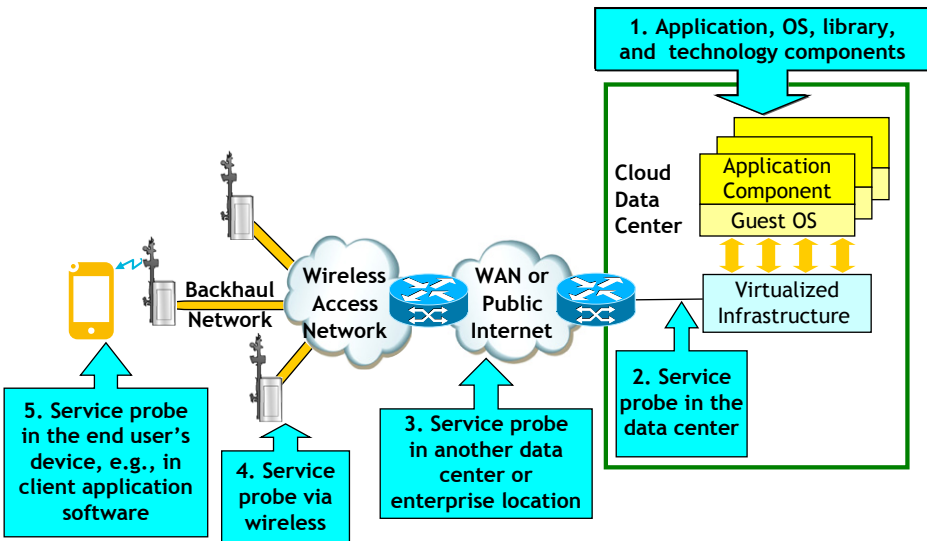 1. Application, OS, library,
and technology components
Cloud
Data
Center
Application
Component
Guest OS
Virtualized
Infrastructure
Wireless
Access
Network
WAN or
Public
Internet
Backhaul
Network
2. Service
probe in the
data center
3. Service probe
in another data
center or
enterprise location
4. Service
probe via
wireless
5. Service probe
in the end user’s
device, e.g., in
client application
software